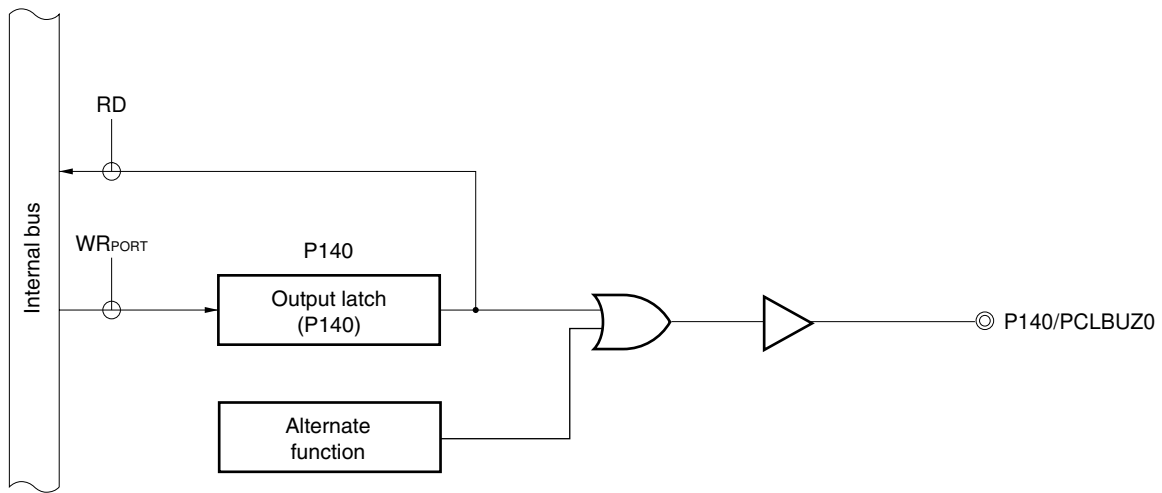 RD
Internal bus
WRPORT
P140
Output latch
(P140)
P140/PCLBUZ0
Alternate
function